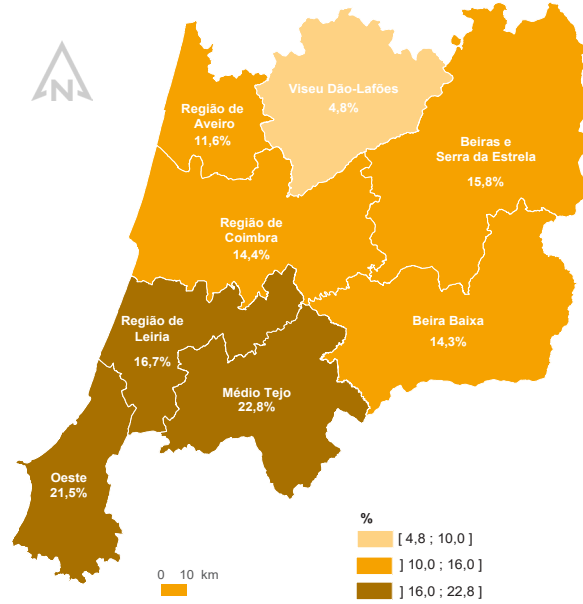 N
Viseu Dão-Lafões
4,8%
Região de
Aveiro
11,6%
Beiras e
Serra da Estrela
15,8%
Região de
Coimbra
14,4%
Região de
Leiria
16,7%
Beira Baixa
14,3%
Médio Tejo
22,8%
Oeste
21,5%
%
[ 4,8 ; 10,0 ]
] 10,0 ; 16,0 ]
] 16,0 ; 22,8 ]
0 10 km